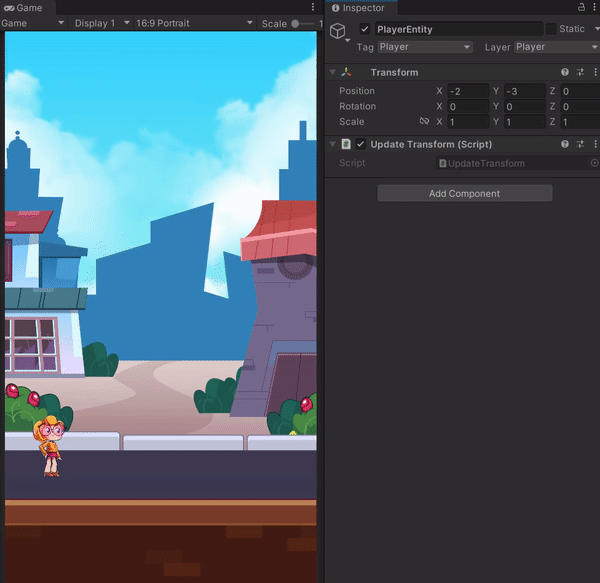 Game
Game Display 1 16:9 Portrait Scale 1
Inspector
PlayerEntity Static
Tag Player Layer Player
Transform
Position X -2 Y -3 Z 0
Rotation X 0 Y 0 Z 0
Scale X 1 Y 1 Z 1
Update Transform (Script)
Script UpdateTransform
Add Component